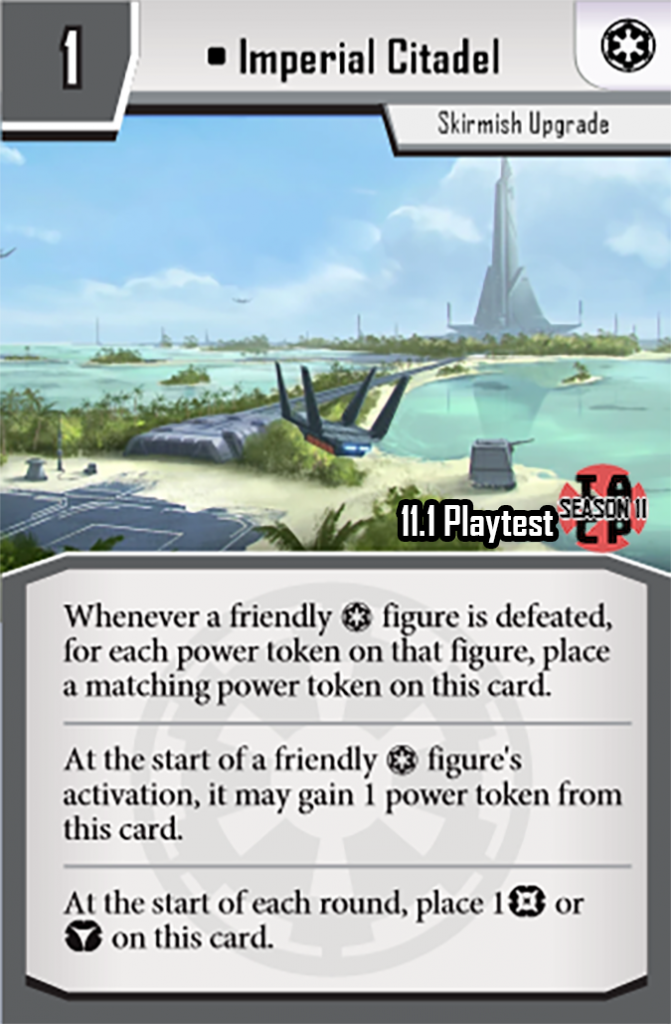 1
▪ Imperial Citadel
Skirmish Upgrade
11.1 Playtest
IA
SEASON 11
CP
Whenever a friendly figure is defeated,
for each power token on that figure, place
a matching power token on this card.
At the start of a friendly figure's
activation, it may gain 1 power token from
this card.
At the start of each round, place 1 or
on this card.